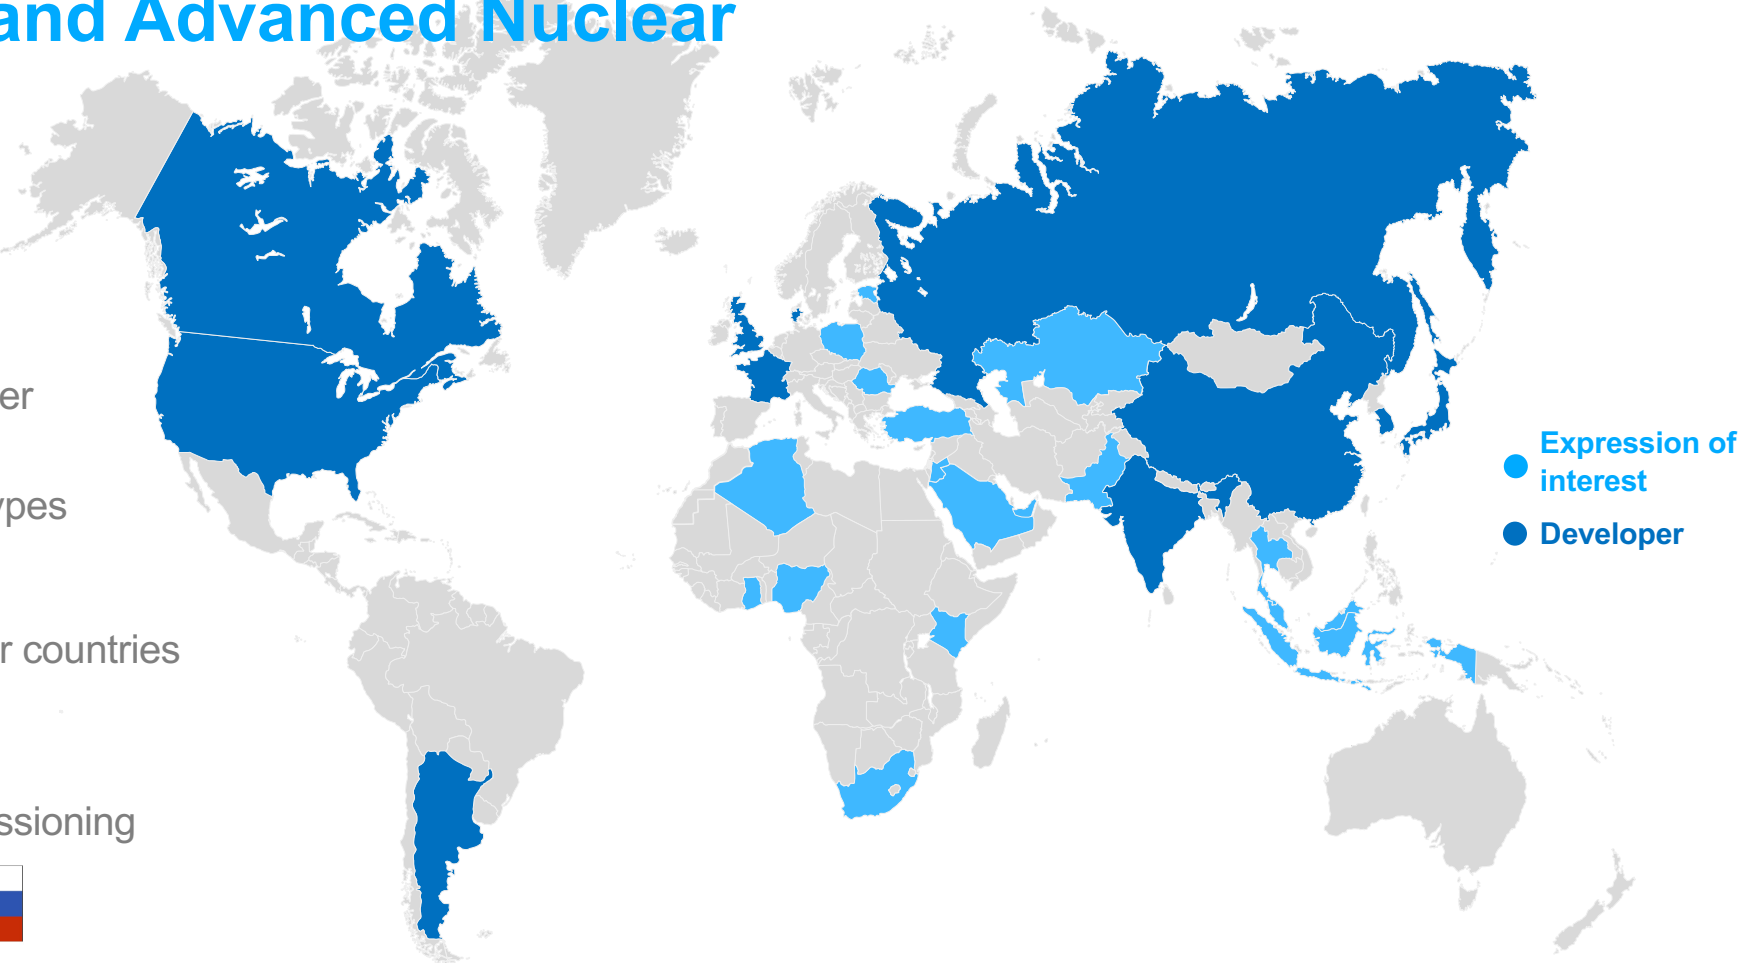 and Advanced Nuclear
er
ypes
r countries
ssioning
Expression of
interest
Developer